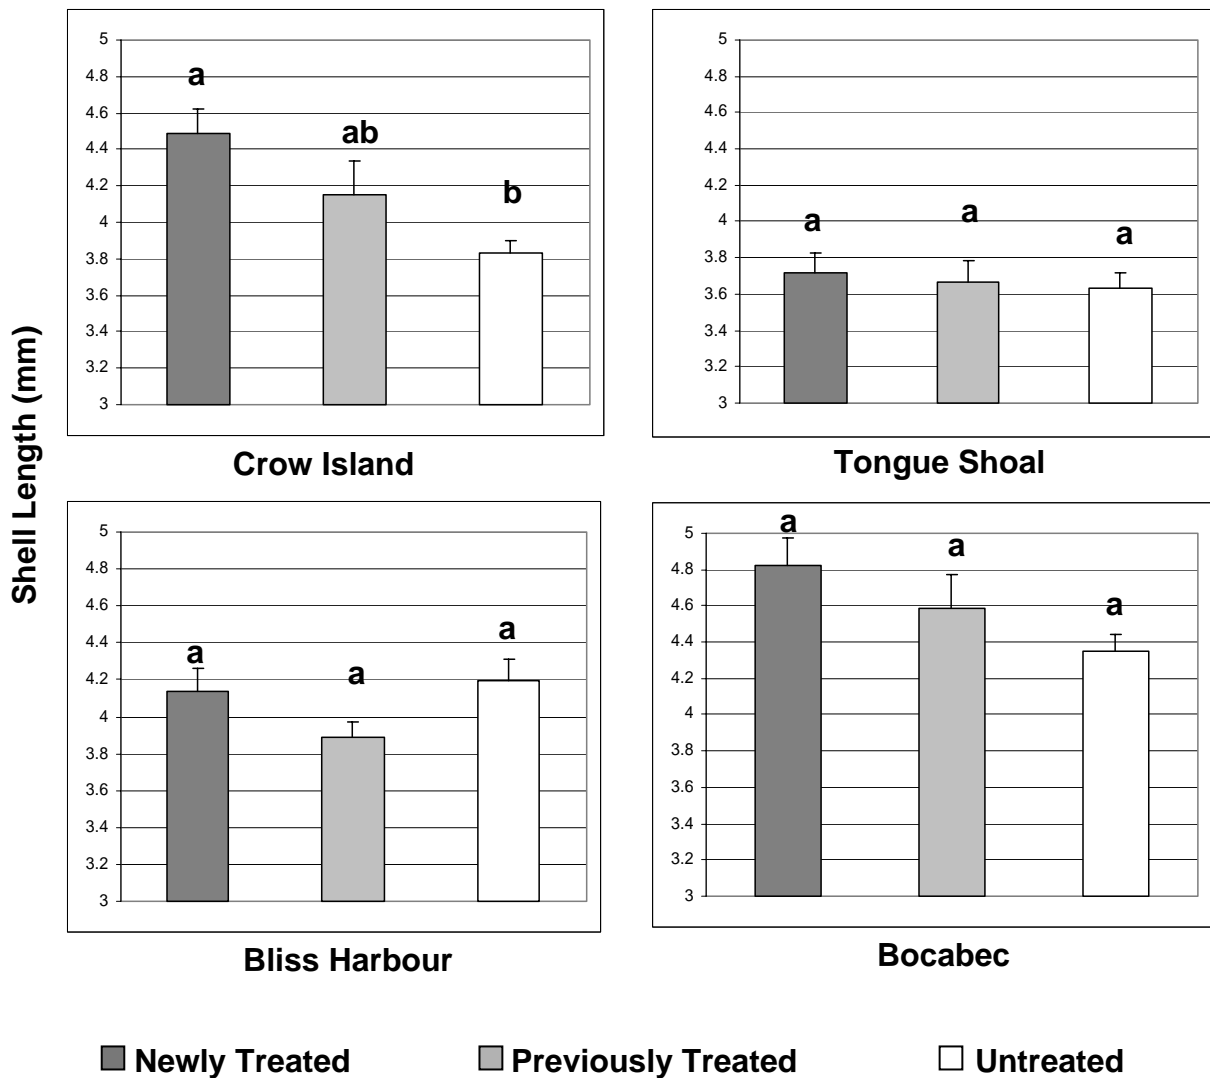 Shell Length (mm)
5
4.8
4.6
4.4
4.2
4
3.8
3.6
3.4
3.2
3
a
ab
b
Crow Island
5
4.8
4.6
4.4
4.2
4
3.8
3.6
3.4
3.2
3
a
a
a
Tongue Shoal
5
4.8
4.6
4.4
4.2
4
3.8
3.6
3.4
3.2
3
a
a
a
Bliss Harbour
5
4.8
4.6
4.4
4.2
4
3.8
3.6
3.4
3.2
3
a
a
a
Bocabec
Newly Treated
Previously Treated
Untreated